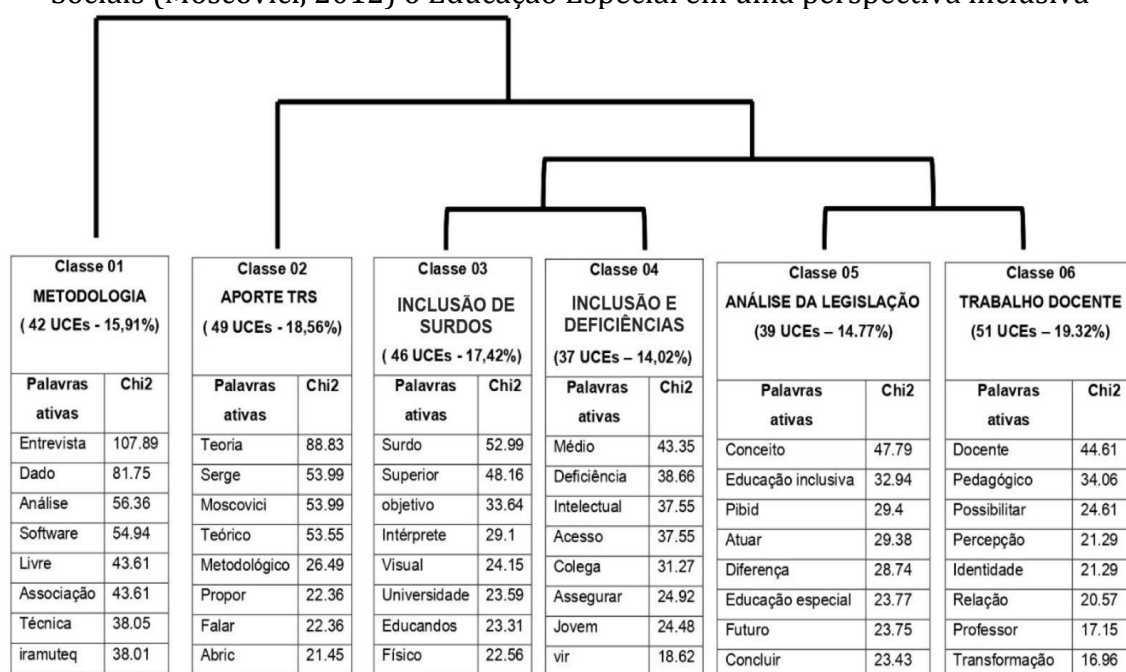 sociais (Moscovici, 2012) e Educação Especial em uma perspectiva inclusiva
Classe 01
METODOLOGIA
( 42 UCEs - 15,91%)
Palavras ativas Chi2
Entrevista 107.89
Dado 81.75
Análise 56.36
Software 54.94
Livre 43.61
Associação 43.61
Técnica 38.05
iramuteq 38.01
Classe 02
APORTE TRS
( 49 UCEs - 18,56%)
Palavras ativas Chi2
Teoria 88.83
Serge 53.99
Moscovici 53.99
Teórico 53.55
Metodológico 26.49
Propor 22.36
Falar 22.36
Abric 21.45
Classe 03
INCLUSÃO DE
SURDOS
( 46 UCEs - 17,42%)
Palavras ativas Chi2
Surdo 52.99
Superior 48.16
objetivo 33.64
Intérprete 29.1
Visual 24.15
Universidade 23.59
Educandos 23.31
Físico 22.56
Classe 04
INCLUSÃO E
DEFICIÊNCIAS
(37 UCEs – 14,02%)
Palavras ativas Chi2
Médio 43.35
Deficiência 38.66
Intelectual 37.55
Acesso 37.55
Colega 31.27
Assegurar 24.92
Jovem 24.48
vir 18.62
Classe 05
ANÁLISE DA LEGISLAÇÃO
(39 UCEs – 14.77%)
Palavras ativas Chi2
Conceito 47.79
Educação inclusiva 32.94
Pibid 29.4
Atuar 29.38
Diferença 28.74
Educação especial 23.77
Futuro 23.75
Concluir 23.43
Classe 06
TRABALHO DOCENTE
(51 UCEs – 19.32%)
Palavras ativas Chi2
Docente 44.61
Pedagógico 34.06
Possibilitar 24.61
Percepção 21.29
Identidade 21.29
Relação 20.57
Professor 17.15
Transformação 16.96